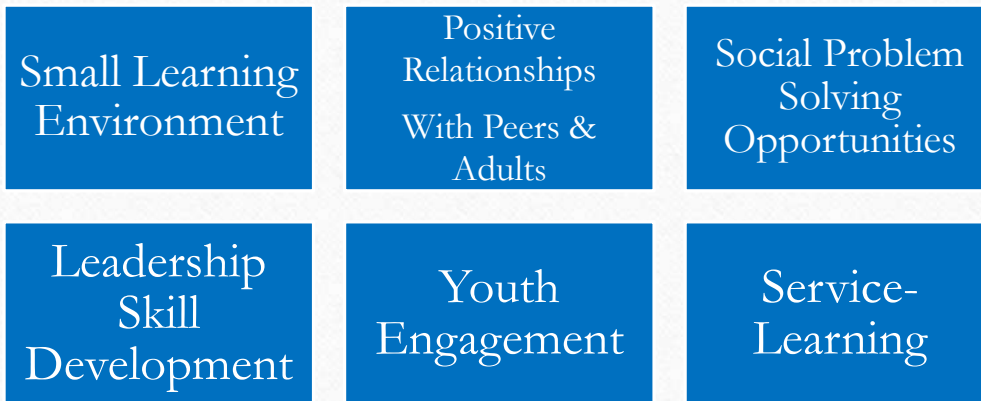 Small Learning
Environment
Positive
Relationships
With Peers &
Adults
Social Problem
Solving
Opportunities
Leadership
Skill
Development
Youth
Engagement
Service-
Learning